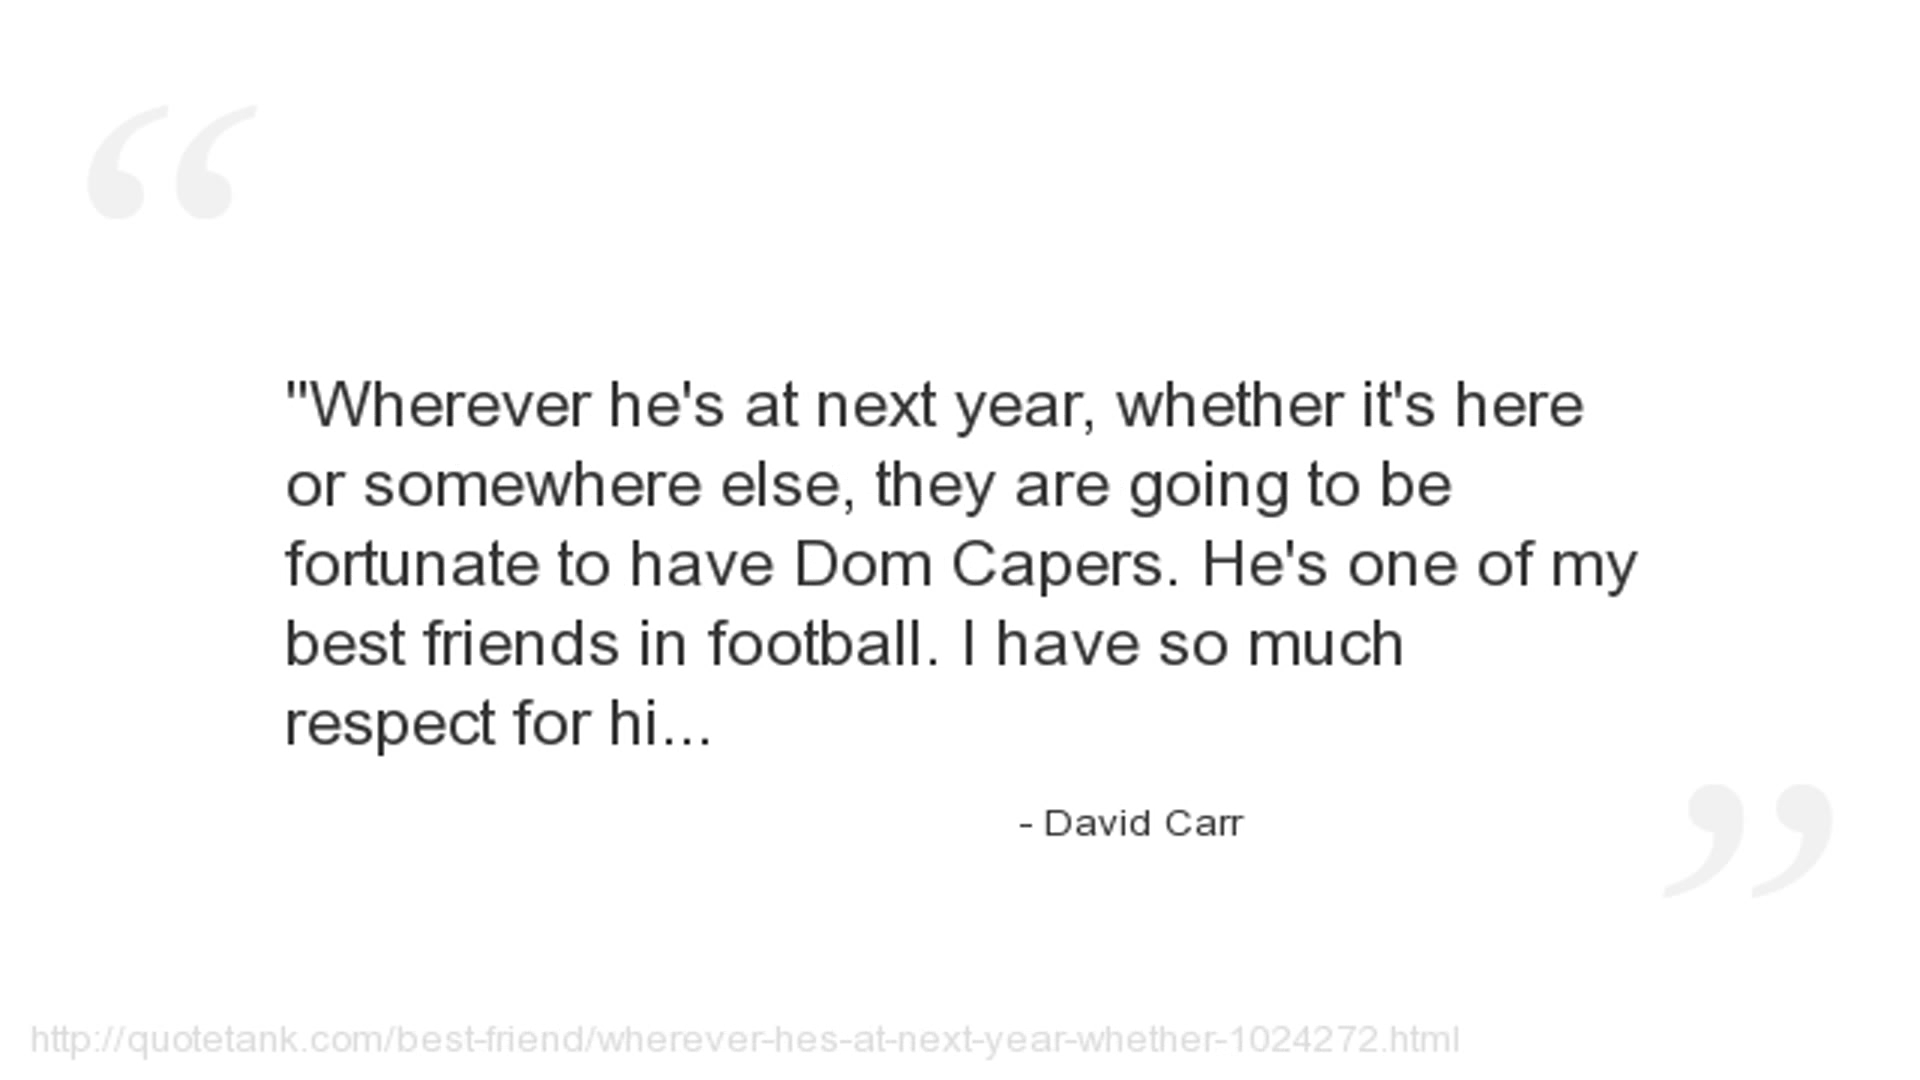 "Wherever he's at next year, whether it's here
or somewhere else, they are going to be
fortunate to have Dom Capers. He's one of my
best friends in football. I have so much
respect for hi...
- David Carr
http://quotetank.com/best-friend/wherever-hes-at-next-year-whether-1024272.html